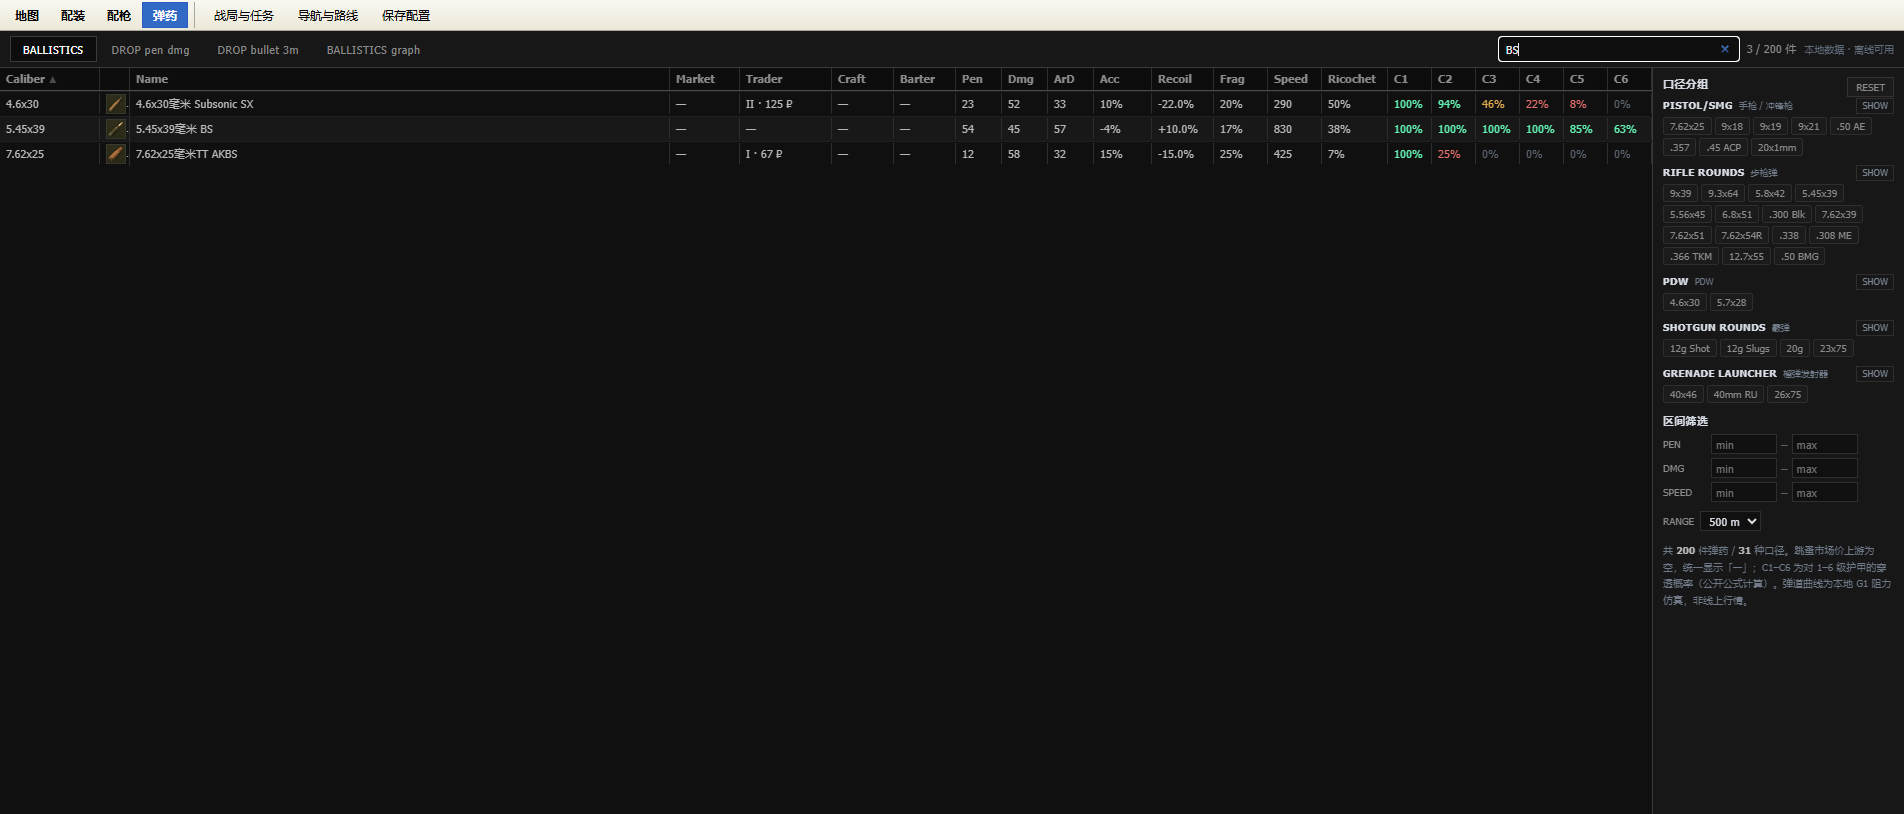 地图 配装 配枪 弹药 战局与任务 导航与路线 保存配置
BALLISTICS DROP pen dmg DROP bullet 3m BALLISTICS graph BS × 3 / 200 件 本地数据 · 离线可用
Caliber ▲ Name Market Trader Craft Barter Pen Dmg ArD Acc Recoil Frag Speed Ricochet C1 C2 C3 C4 C5 C6
4.6x30 4.6x30毫米 Subsonic SX — II · 125 ₽ — — 23 52 33 10% -22.0% 20% 290 50% 100% 94% 46% 22% 8% 0%
5.45x39 5.45x39毫米 BS — — — — 54 45 57 -4% +10.0% 17% 830 38% 100% 100% 100% 100% 85% 63%
7.62x25 7.62x25毫米TT AKBS — I · 67 ₽ — — 12 58 32 15% -15.0% 25% 425 7% 100% 25% 0% 0% 0% 0%
口径分组 RESET
PISTOL/SMG 手枪 / 冲锋枪 SHOW
7.62x25 9x18 9x19 9x21 .50 AE
.357 .45 ACP 20x1mm
RIFLE ROUNDS 步枪弹 SHOW
9x39 9.3x64 5.8x42 5.45x39
5.56x45 6.8x51 .300 Blk 7.62x39
7.62x51 7.62x54R .338 .308 ME
.366 TKM 12.7x55 .50 BMG
PDW PDW SHOW
4.6x30 5.7x28
SHOTGUN ROUNDS 霰弹 SHOW
12g Shot 12g Slugs 20g 23x75
GRENADE LAUNCHER 榴弹发射器 SHOW
40x46 40mm RU 26x75
区间筛选
PEN min — max
DMG min — max
SPEED min — max
RANGE 500 m
共 200 件弹药 / 31 种口径。跳蚤市场价上游为
空，统一显示「—」；C1–C6 为对 1–6 级护甲的穿
透概率（公开公式计算）。弹道曲线为本地 G1 阻力
仿真，非线上行情。